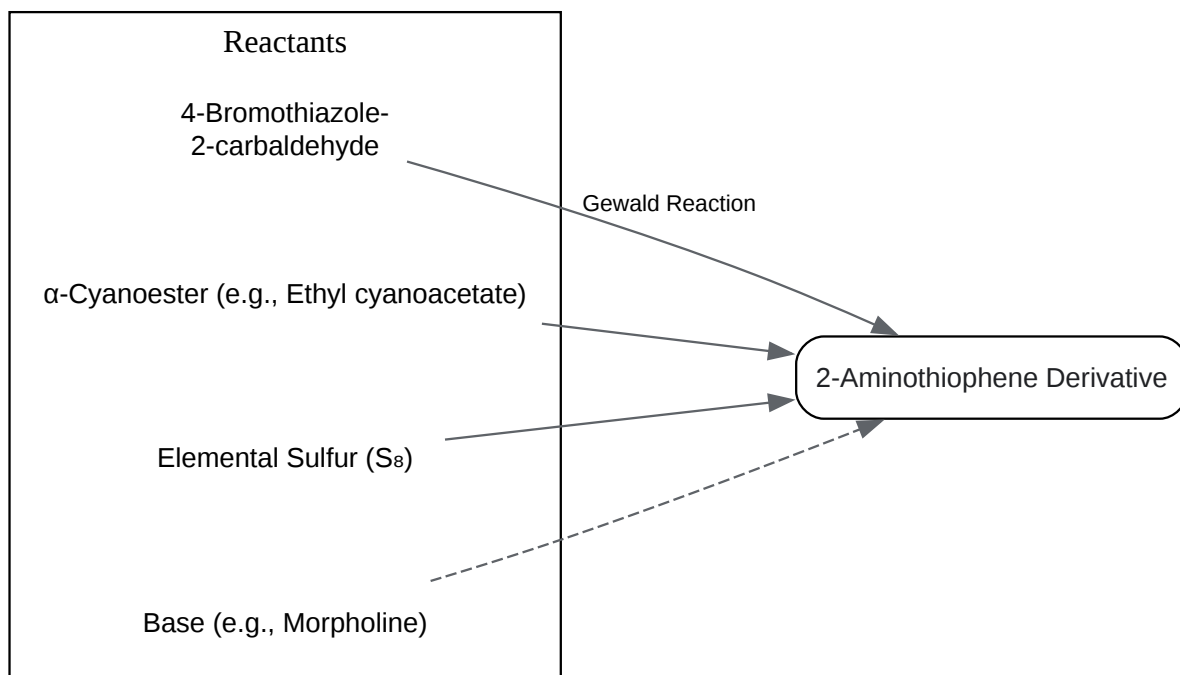 Reactants
4-Bromothiazole-
2-carbaldehyde
Gewald Reaction
α-Cyanoester (e.g., Ethyl cyanoacetate)
2-Aminothiophene Derivative
Elemental Sulfur (S₈)
Base (e.g., Morpholine)